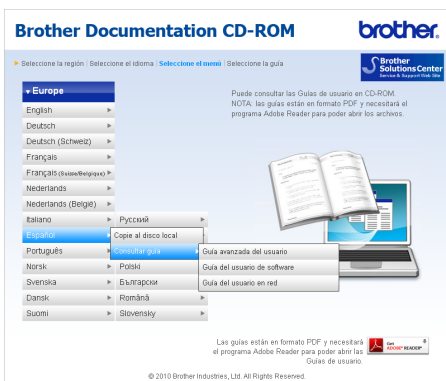 Brother Documentation CD-ROM
brother.
Seleccione la región | Seleccione el idioma | Seleccione el menú | Seleccione la guía
Brother
Solutions Center
Service & Support Web Site
Europe
English
Deutsch
Deutsch (Schweiz)
Français
Français (Suisse/Belgique)
Nederlands
Nederlands (België)
Italiano
Español
Português
Norsk
Svenska
Dansk
Suomi
Русский
Copie al disco local
Consultar guía
Polski
Български
Română
Slovensky
Guía avanzada del usuario
Guía del usuario de software
Guía del usuario en red
Puede consultar las Guías de usuario en CD-ROM.
NOTA: las guías están en formato PDF y necesitará el
programa Adobe Reader para poder abrir los archivos.
Las guías están en formato PDF y necesitará
el programa Adobe Reader para poder abrir las
Guías de usuario.
Get
ADOBE® READER®
© 2010 Brother Industries, Ltd. All Rights Reserved.